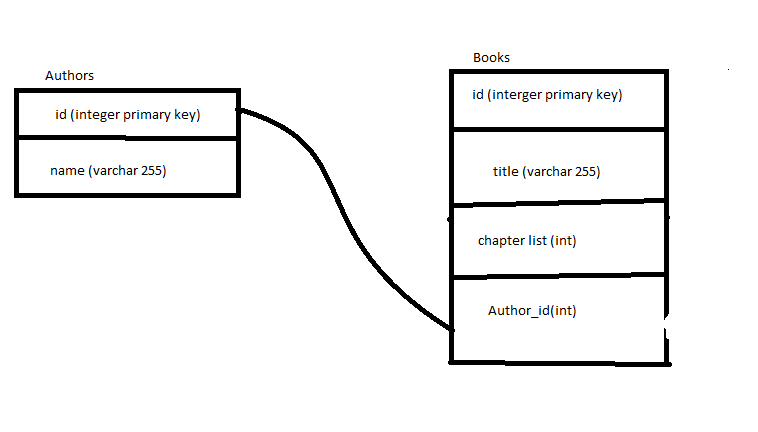 Authors
id (integer primary key)
name (varchar 255)
Books
id (interger primary key)
title (varchar 255)
chapter list (int)
Author_id(int)